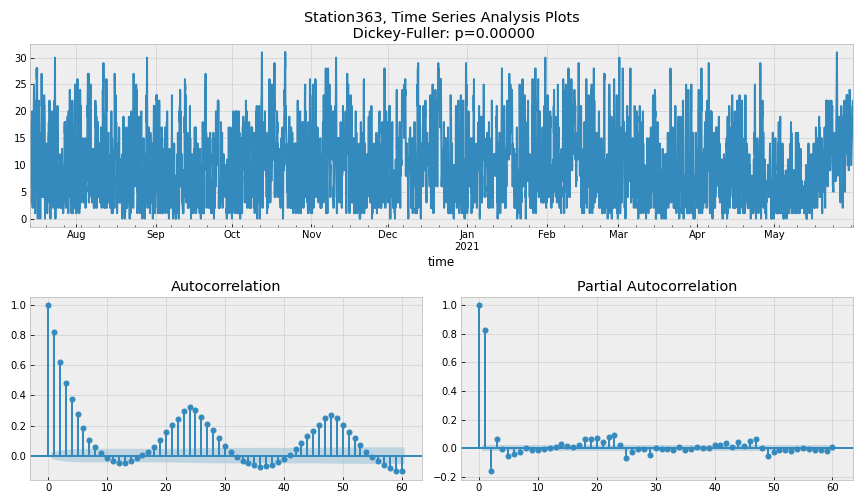 Station363, Time Series Analysis Plots
Dickey-Fuller: p=0.00000
30
25
20
15
10
5
0
Aug Sep Oct Nov Dec Jan Feb Mar Apr May
2021
time
Autocorrelation Partial Autocorrelation
1.0 1.0
0.8 0.8
0.6 0.6
0.4 0.4
0.2 0.2
0.0 0.0
−0.2
0 10 20 30 40 50 60 0 10 20 30 40 50 60